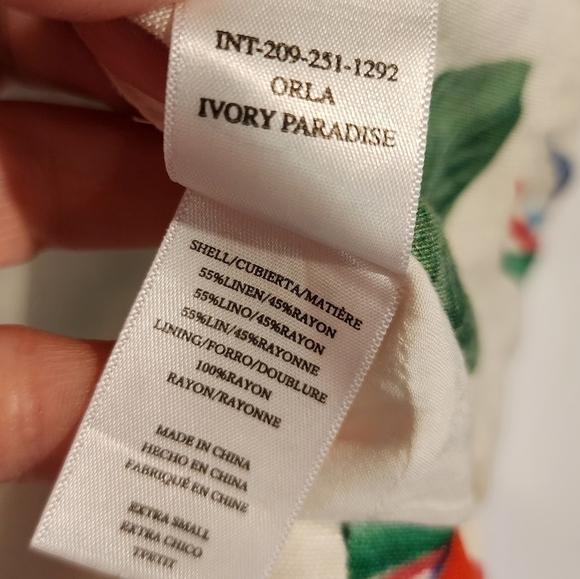 INT-209-251-1292
ORLA
IVORY PARADISE
SHELL/CUBIERTA/MATIÈRE
55%LINEN/45%RAYON
55%LINO/45%RAYON
55%LIN/45%RAYONNE
LINING/FORRO/DOUBLURE
100%RAYON
RAYON/RAYONNE
MADE IN CHINA
HECHO EN CHINA
FABRIQUÉ EN CHINE
EXTRA SMALL
EXTRA CHICO
TPETIT